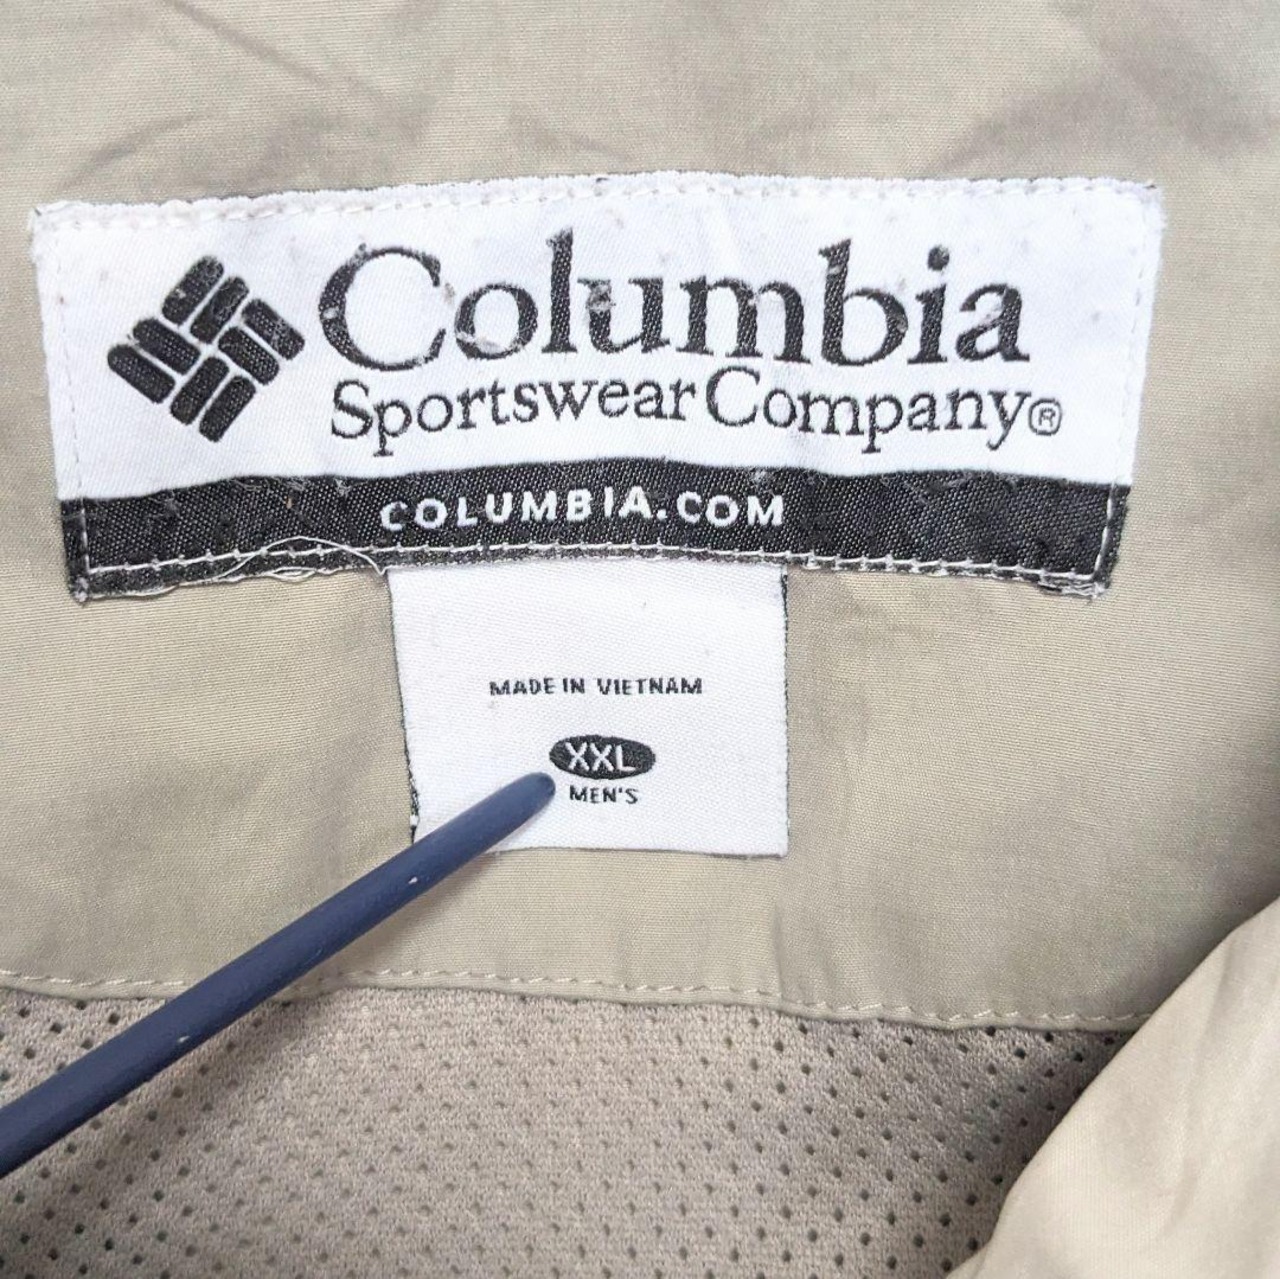 Columbia
Sportswear Company®
COLUMBIA.COM
MADE IN VIETNAM
XXL
MEN'S